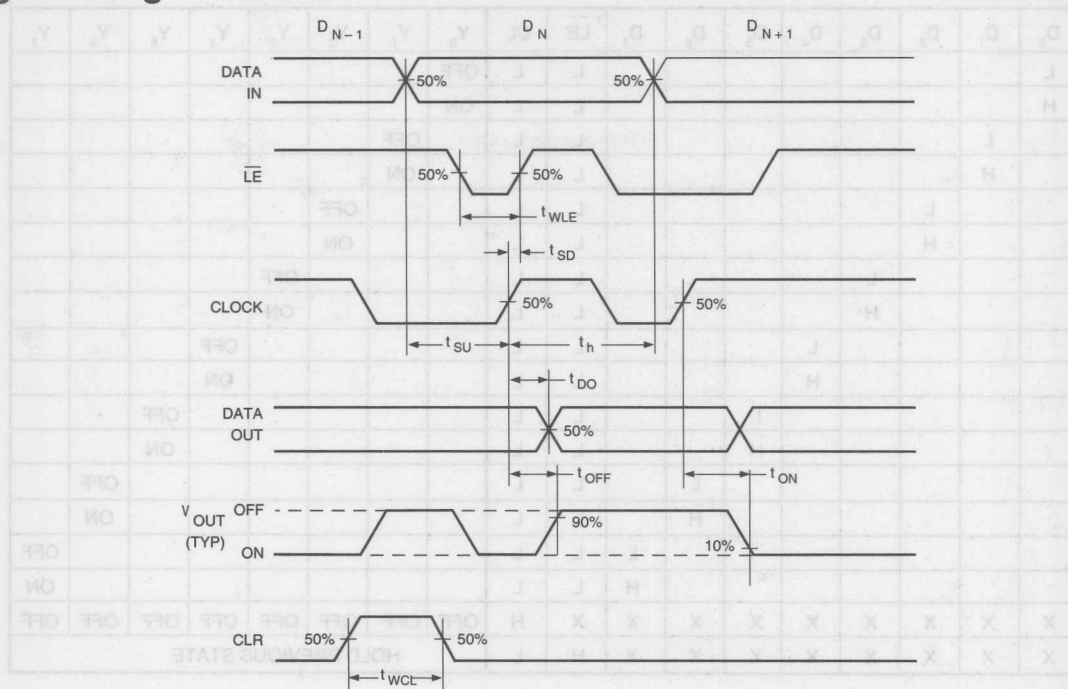 D N – 1 D N D N + 1
DATA IN 50% 50%
LE 50% 50%
t WLE
t SD
CLOCK 50% 50%
t SU t h
t DO
DATA OUT 50%
t OFF t ON
V OUT (TYP) OFF 90%
ON 10%
CLR 50% 50%
t WCL